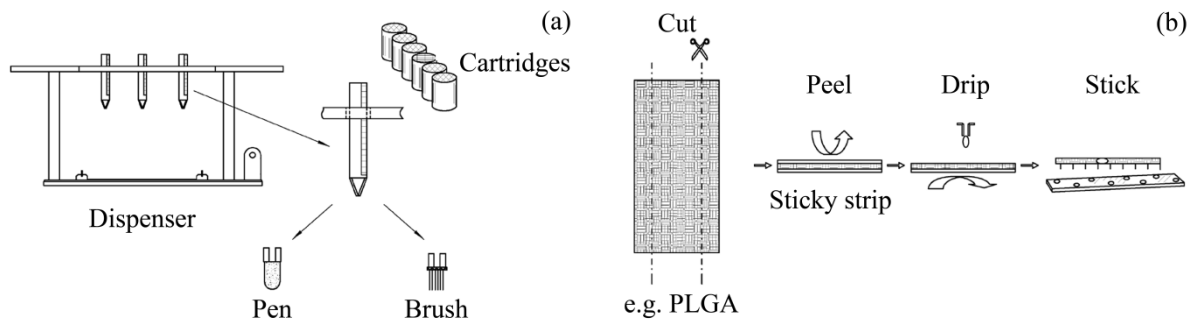 (a)
Cartridges
Dispenser
Pen
Brush
(b)
Cut
Peel
Drip
Stick
Sticky strip
e.g. PLGA